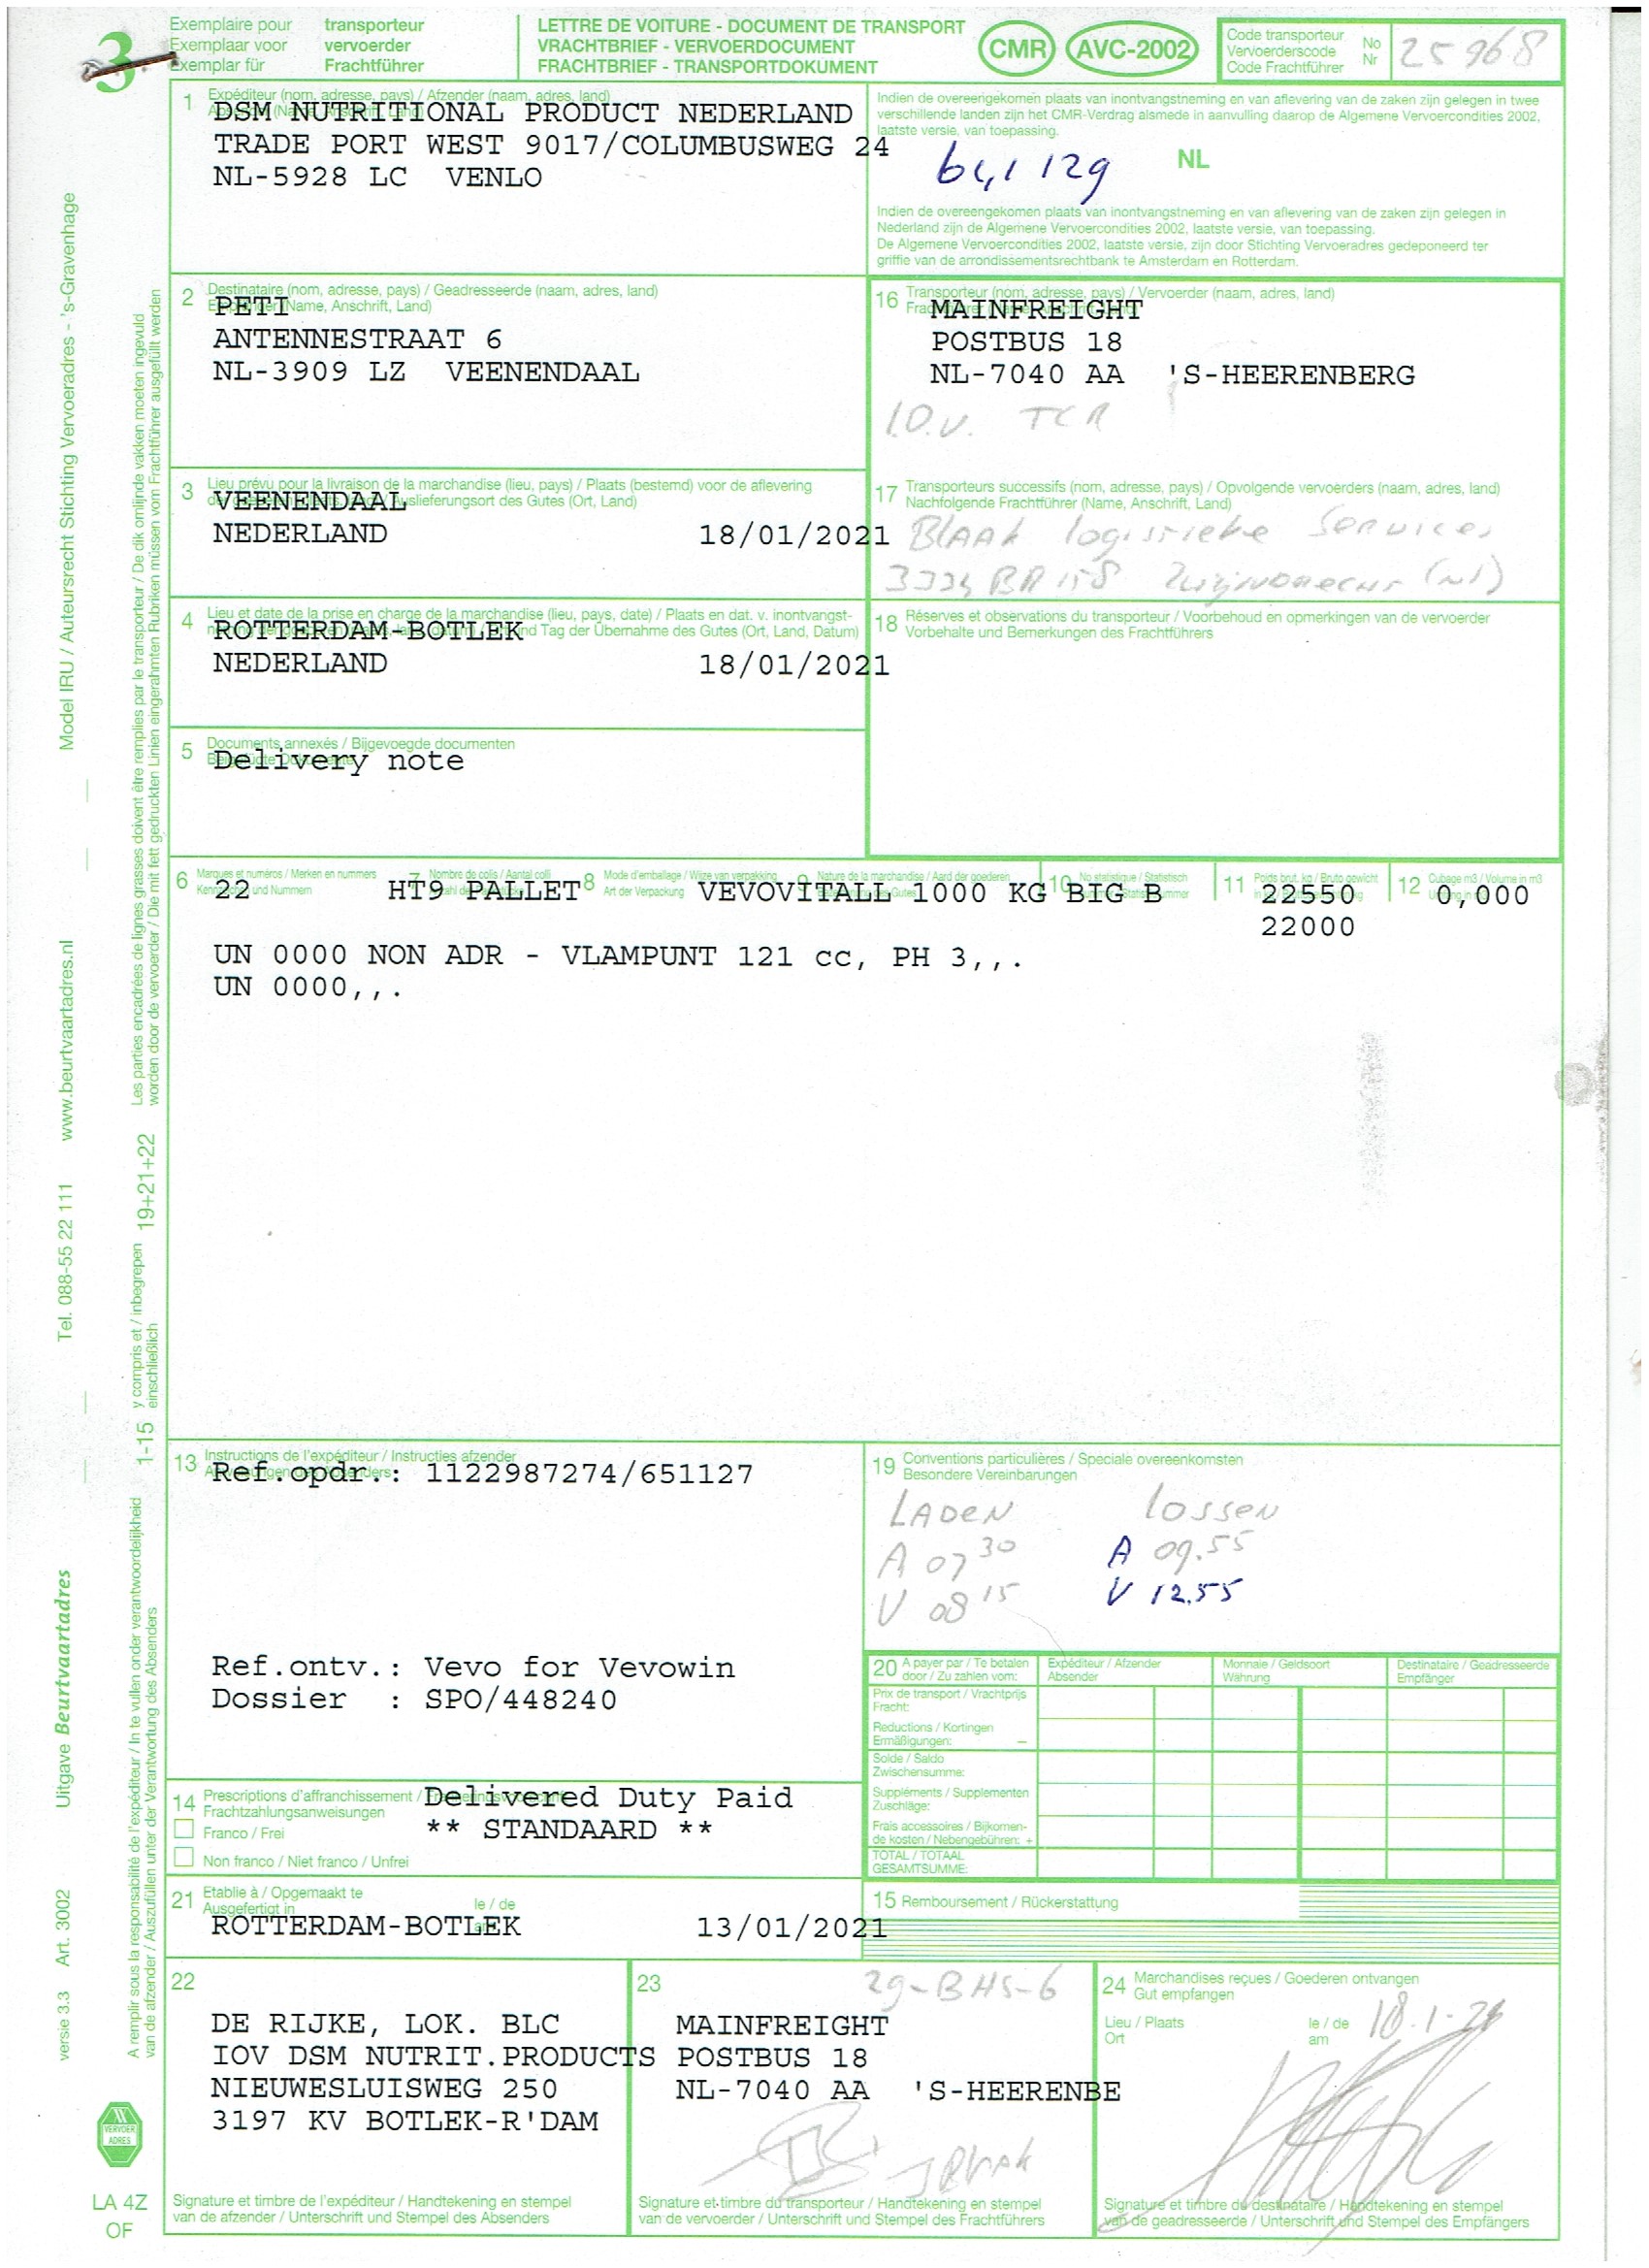 3
Exemplaire pour transporteur
Exemplaar voor vervoerder
Exemplar für Frachtführer
LETTRE DE VOITURE - DOCUMENT DE TRANSPORT
VRACHTBRIEF - VERVOERDOCUMENT
FRACHTBRIEF - TRANSPORTDOKUMENT
CMR
AVC-2002
Code transporteur
Vervoerderscode
Code Frachtführer
No
Nr
25968
1 Expéditeur (nom, adresse, pays) / Afzender (naam, adres, land)
DSM NUTRITIONAL PRODUCT NEDERLAND
TRADE PORT WEST 9017/COLUMBUSWEG 24
NL-5928 LC VENLO
Indien de overeengekomen plaats van inontvangstneming en van aflevering van de zaken zijn gelegen in twee
verschillende landen zijn het CMR-Verdrag alsmede in aanvulling daarop de Algemene Vervoercondities 2002,
laatste versie, van toepassing.
NL
Indien de overeengekomen plaats van inontvangstneming en van aflevering van de zaken zijn gelegen in
Nederland zijn de Algemene Vervoercondities 2002, laatste versie, van toepassing.
De Algemene Vervoercondities 2002, laatste versie, zijn door Stichting Vervoeradres gedeponeerd ter
griffie van de arrondissementsrechtbank te Amsterdam en Rotterdam.
2 Destinataire (nom, adresse, pays) / Geadresseerde (naam, adres, land)
Empfänger (Name, Anschrift, Land)
PETI
ANTENNESTRAAT 6
NL-3909 LZ VEENENDAAL
16 Transporteur (nom, adresse, pays) / Vervoerder (naam, adres, land)
MAINFREIGHT
POSTBUS 18
NL-7040 AA 'S-HEERENBERG
I.O.V. TCR
3 Lieu prévu pour la livraison de la marchandise (lieu, pays) / Plaats (bestemd) voor de aflevering
Auslieferungsort des Gutes (Ort, Land)
VEENENDAAL
NEDERLAND 18/01/2021
17 Transporteurs successifs (nom, adresse, pays) / Opvolgende vervoerders (naam, adres, land)
Nachfolgende Frachtführer (Name, Anschrift, Land)
Blaak logistieke Services
4 Lieu et date de la prise en charge de la marchandise (lieu, pays, date) / Plaats en dat. v. inontvangst-
und Tag der Übernahme des Gutes (Ort, Land, Datum)
ROTTERDAM-BOTLEK
NEDERLAND 18/01/2021
18 Réserves et observations du transporteur / Voorbehoud en opmerkingen van de vervoerder
Vorbehalte und Bemerkungen des Frachtführers
5 Documents annexés / Bijgevoegde documenten
Delivery note
6 Marques et numéros / Merken en nummers
Kennzeichen und Nummern
7 Nombre de colis / Aantal colli
8 Mode d'emballage / Wijze van verpakking
Art der Verpackung
9 Nature de la marchandise / Aard der goederen
10 No statistique / Statistisch
11 Poids brut, kg / Bruto gewicht
12 Cubage m3 / Volume in m3
22 HT9 PALLET VEVOVITALL 1000 KG BIG B 22550 0,000
22000
UN 0000 NON ADR - VLAMPUNT 121 cc, PH 3,,.
UN 0000,,.
13 Instructions de l'expéditeur / Instructies afzender
Ref.opdr.: 1122987274/651127
Ref.ontv.: Vevo for Vevowin
Dossier : SPO/448240
19 Conventions particulières / Speciale overeenkomsten
Besondere Vereinbarungen
LADEN LOSSEN
A 07 30 A 09.55
V 08 15 V 12.55
20 A payer par / Te betalen
door / Zu zahlen vom:
Expéditeur / Afzender
Absender
Monnaie / Geldsoort
Währung
Destinataire / Geadresseerde
Empfänger
Prix de transport / Vrachtprijs
Fracht:
Reductions / Kortingen
Ermäßigungen: –
Solde / Saldo
Zwischensumme:
Suppléments / Supplementen
Zuschläge:
Frais accessoires / Bijkomen-
de kosten / Nebengebühren: +
TOTAL / TOTAAL
GESAMTSUMME:
14 Prescriptions d'affranchissement /
Frachtzahlungsanweisungen
Delivered Duty Paid
** STANDAARD **
Franco / Frei
Non franco / Niet franco / Unfrei
21 Etablie à / Opgemaakt te
Ausgefertigt in
le / de
am
ROTTERDAM-BOTLEK 13/01/2021
15 Remboursement / Rückerstattung
22
DE RIJKE, LOK. BLC
IOV DSM NUTRIT.PRODUCTS
NIEUWESLUISWEG 250
3197 KV BOTLEK-R'DAM
Signature et timbre de l'expéditeur / Handtekening en stempel
van de afzender / Unterschrift und Stempel des Absenders
23
29-BHS-6
MAINFREIGHT
POSTBUS 18
NL-7040 AA 'S-HEERENBE
J Blaak
Signature et timbre du transporteur / Handtekening en stempel
van de vervoerder / Unterschrift und Stempel des Frachtführers
24 Marchandises reçues / Goederen ontvangen
Gut empfangen
Lieu / Plaats
Ort
le / de
am
18.1-21
Signature et timbre du destinataire / Handtekening en stempel
van de geadresseerde / Unterschrift und Stempel des Empfängers
Model IRU / Auteursrecht Stichting Vervoeradres - 's-Gravenhage
www.beurtvaartadres.nl
Tel. 088-55 22 111
Uitgave Beurtvaartadres
Art. 3002
versie 3.3
Les parties encadrées de lignes grasses doivent être remplies par le transporteur / De dik omlijnde vakken moeten ingevuld
worden door de vervoerder / Die mit fett gedruckten Linien eingerahmten Rubriken müssen vom Frachtführer ausgefüllt werden
19+21+22
y compris et / inbegrepen
einschließlich
1-15
A remplir sous la responsabilité de l'expéditeur / In te vullen onder verantwoordelijkheid
van de afzender / Auszufüllen unter der Verantwortung des Absenders
VERVOER
ADRES
LA 4Z
OF